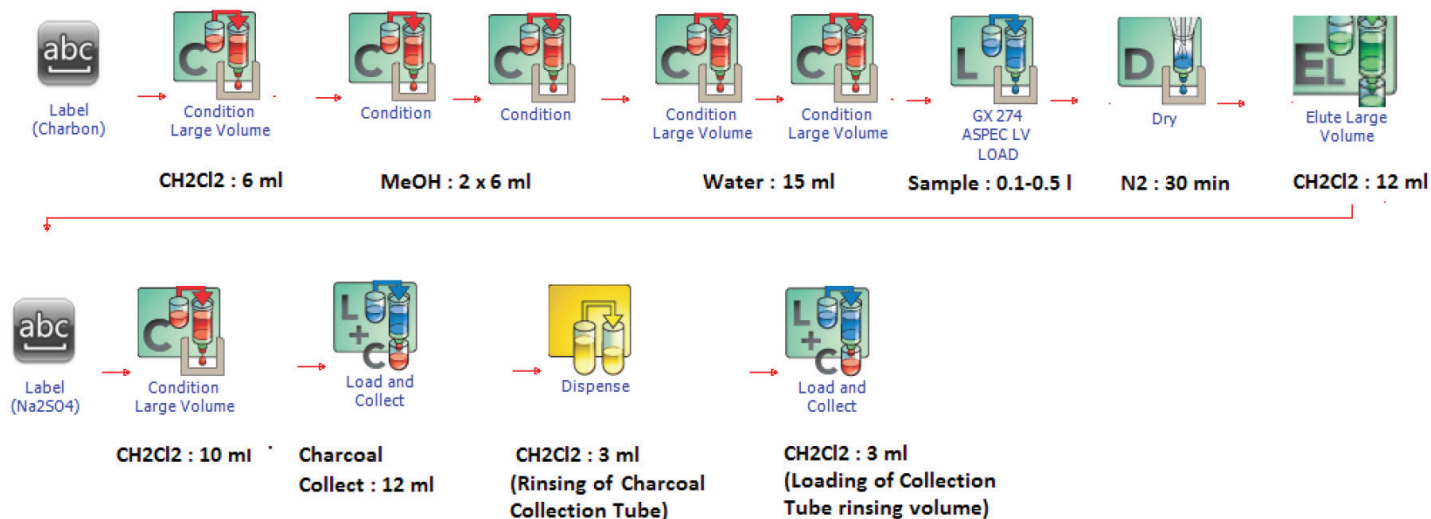 abc
Label
(Charbon)
C
Condition
Large Volume
C
Condition
C
Condition
C
Condition
Large Volume
C
Condition
Large Volume
L
GX 274
ASPEC LV
LOAD
D
Dry
EL
Elute Large
Volume
CH2Cl2 : 6 ml
MeOH : 2 x 6 ml
Water : 15 ml
Sample : 0.1-0.5 l
N2 : 30 min
CH2Cl2 : 12 ml
abc
Label
(Na2SO4)
C
Condition
Large Volume
L
+
C
Load and
Collect
Dispense
L
+
C
Load and
Collect
CH2Cl2 : 10 ml
Charcoal
Collect : 12 ml
CH2Cl2 : 3 ml
(Rinsing of Charcoal
Collection Tube)
CH2Cl2 : 3 ml
(Loading of Collection
Tube rinsing volume)